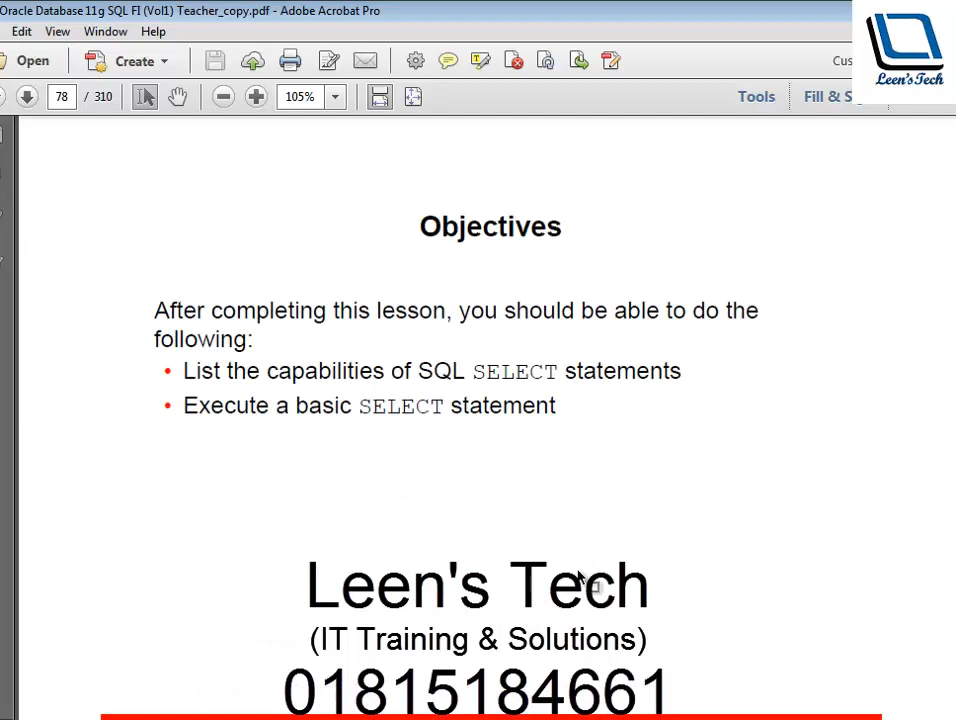 Oracle Database 11g SQL FI (Vol1) Teacher_copy.pdf - Adobe Acrobat Pro
Edit View Window Help
Open Create
78 / 310 105% Tools Fill &
Leen'sTech
Objectives
After completing this lesson, you should be able to do the
following:
• List the capabilities of SQL SELECT statements
• Execute a basic SELECT statement
Leen's Tech
(IT Training & Solutions)
01815184661